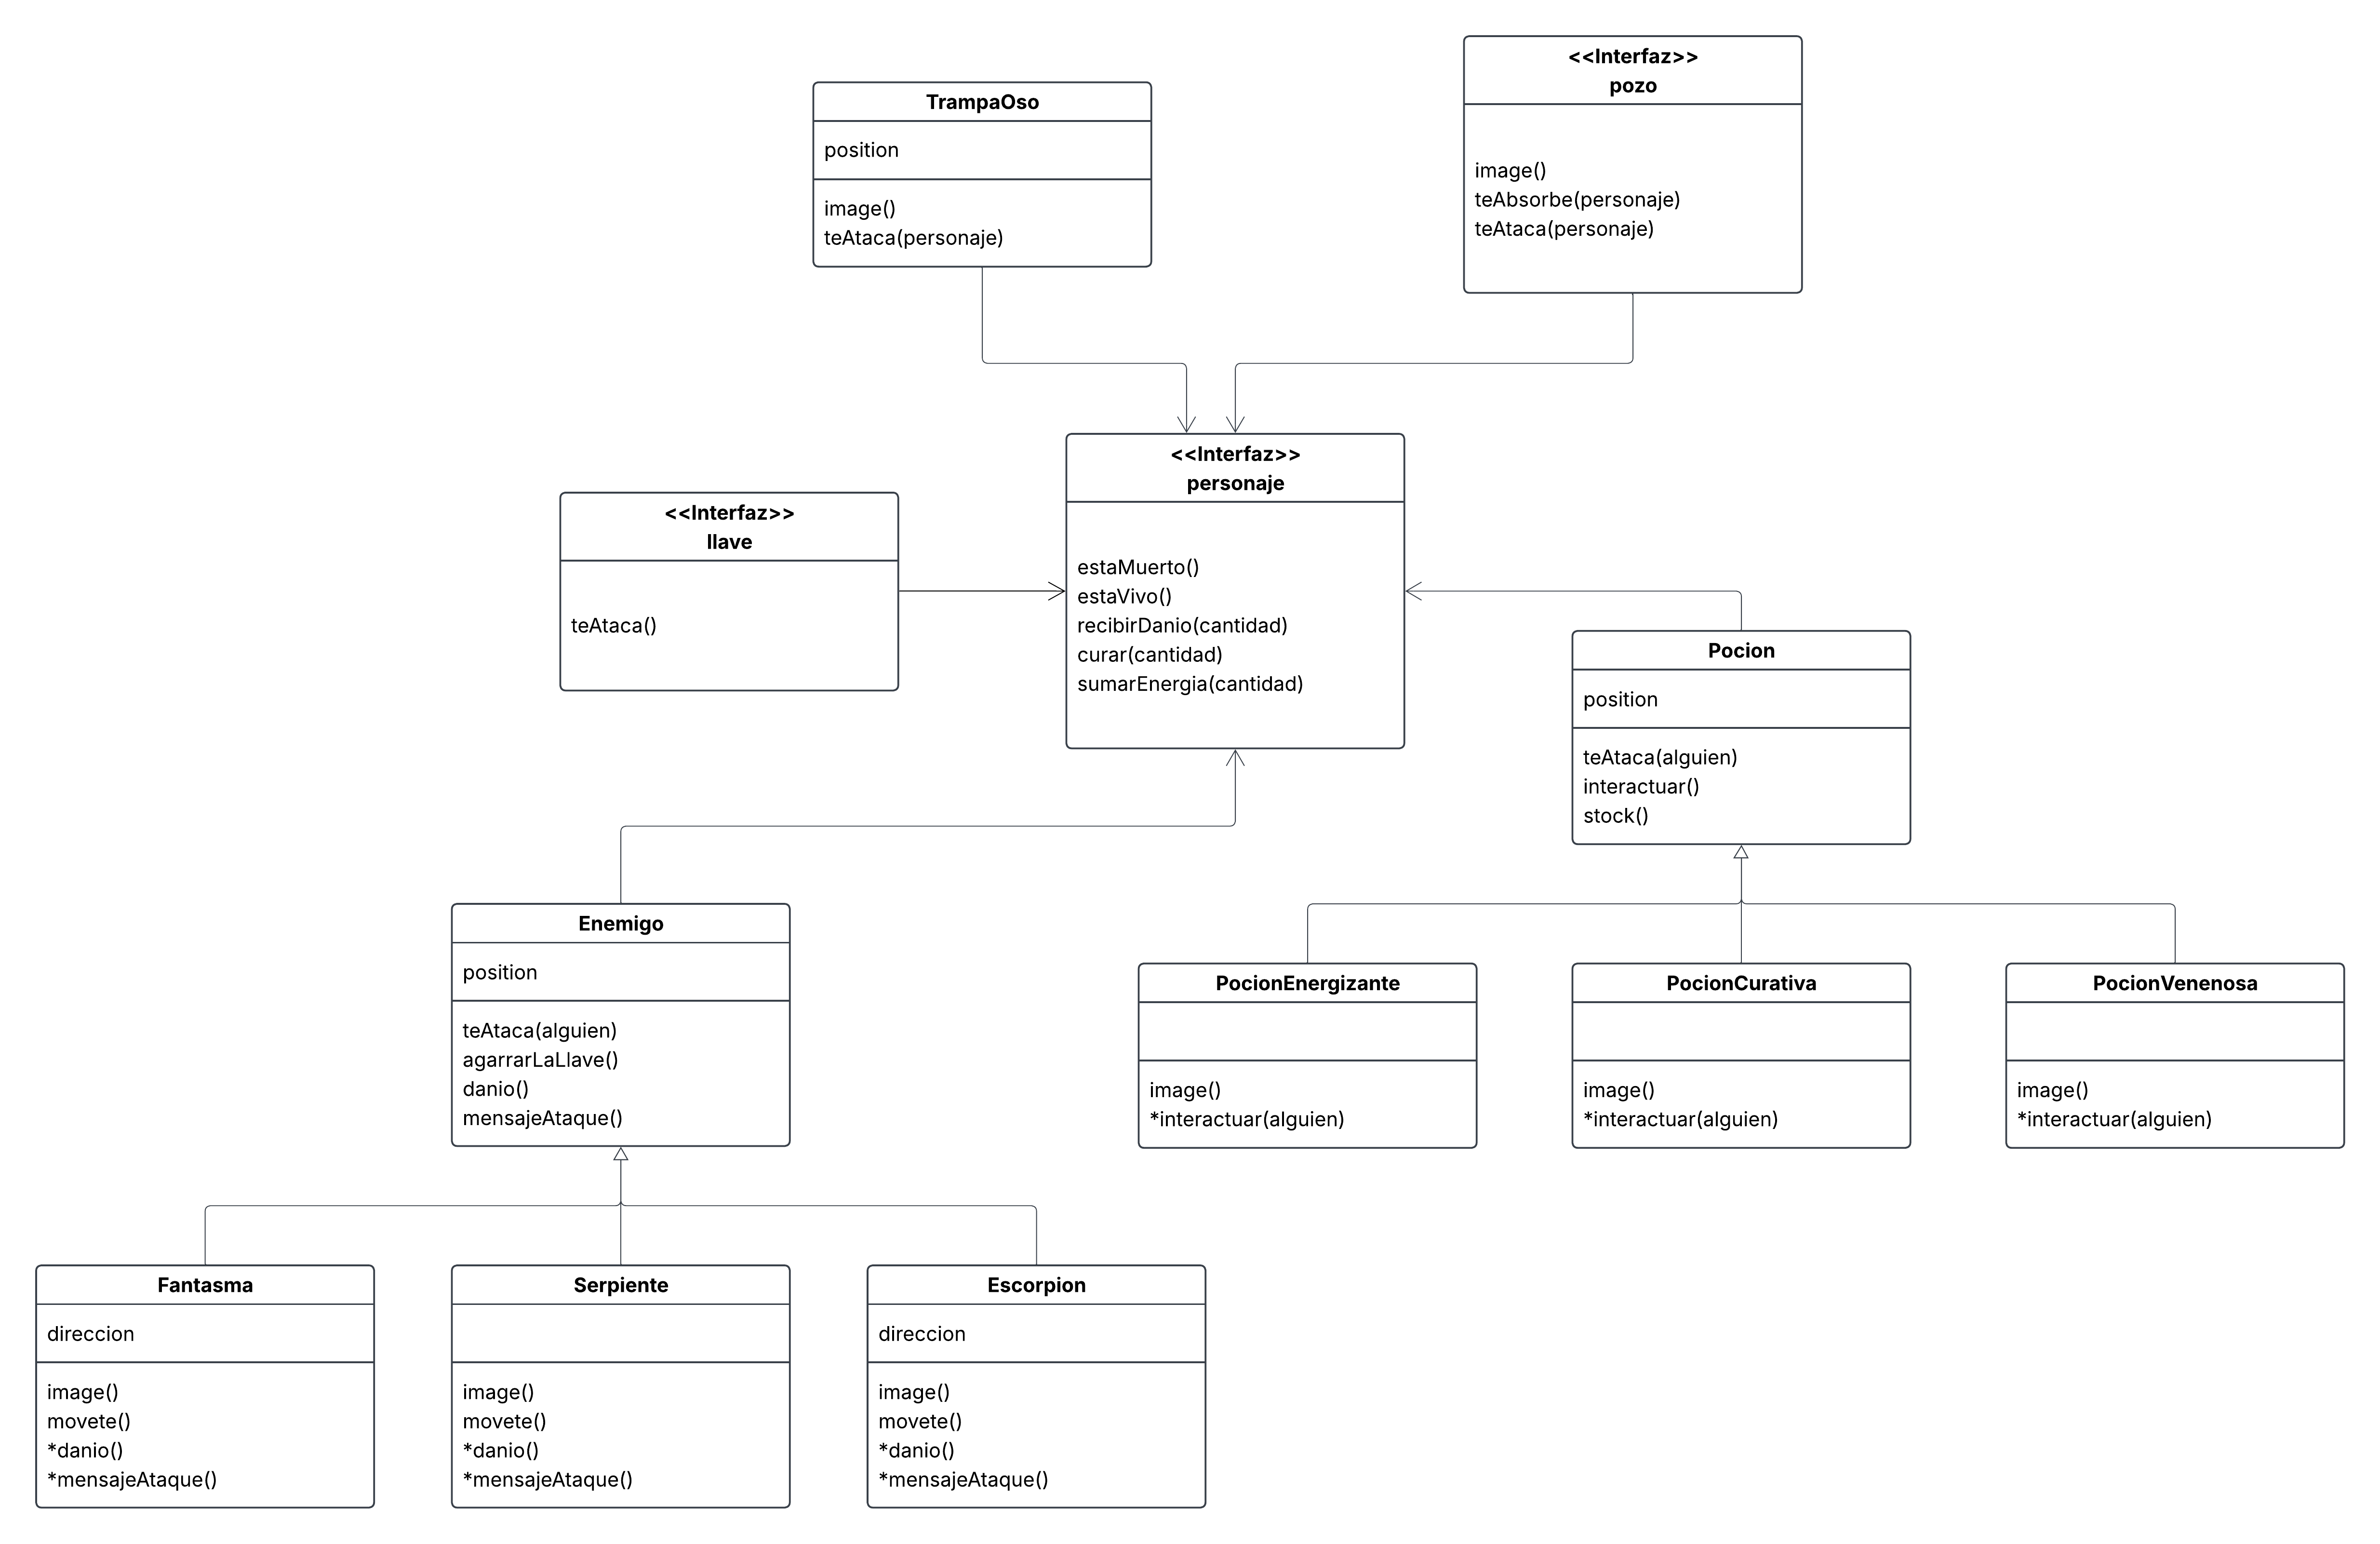 <<Interfaz>>
pozo
image()
teAbsorbe(personaje)
teAtaca(personaje)
TrampaOso
position
image()
teAtaca(personaje)
<<Interfaz>>
personaje
estaMuerto()
estaVivo()
recibirDanio(cantidad)
curar(cantidad)
sumarEnergia(cantidad)
<<Interfaz>>
llave
teAtaca()
Pocion
position
teAtaca(alguien)
interactuar()
stock()
Enemigo
position
teAtaca(alguien)
agarrarLaLlave()
danio()
mensajeAtaque()
PocionEnergizante
image()
*interactuar(alguien)
PocionCurativa
image()
*interactuar(alguien)
PocionVenenosa
image()
*interactuar(alguien)
Fantasma
direccion
image()
movete()
*danio()
*mensajeAtaque()
Serpiente
image()
movete()
*danio()
*mensajeAtaque()
Escorpion
direccion
image()
movete()
*danio()
*mensajeAtaque()